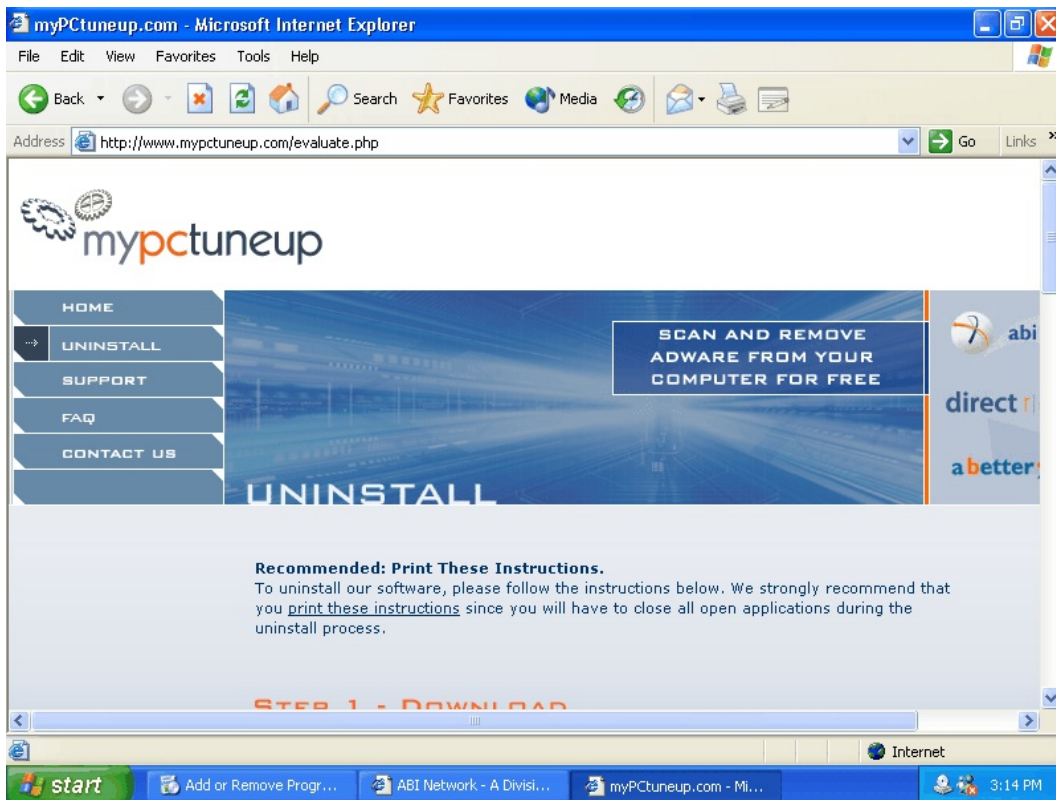 myPCtuneup.com - Microsoft Internet Explorer
File Edit View Favorites Tools Help
Back Search Favorites Media
Address http://www.mypctuneup.com/evaluate.php Go Links »
mypctuneup
HOME
UNINSTALL
SUPPORT
FAQ
CONTACT US
SCAN AND REMOVE
ADWARE FROM YOUR
COMPUTER FOR FREE
abi
direct
a better
UNINSTALL
Recommended: Print These Instructions.
To uninstall our software, please follow the instructions below. We strongly recommend that
you print these instructions since you will have to close all open applications during the
uninstall process.
STEP 1 - DOWNLOAD
Internet
start Add or Remove Progr... ABI Network - A Divisi... myPCtuneup.com - Mi... 3:14 PM